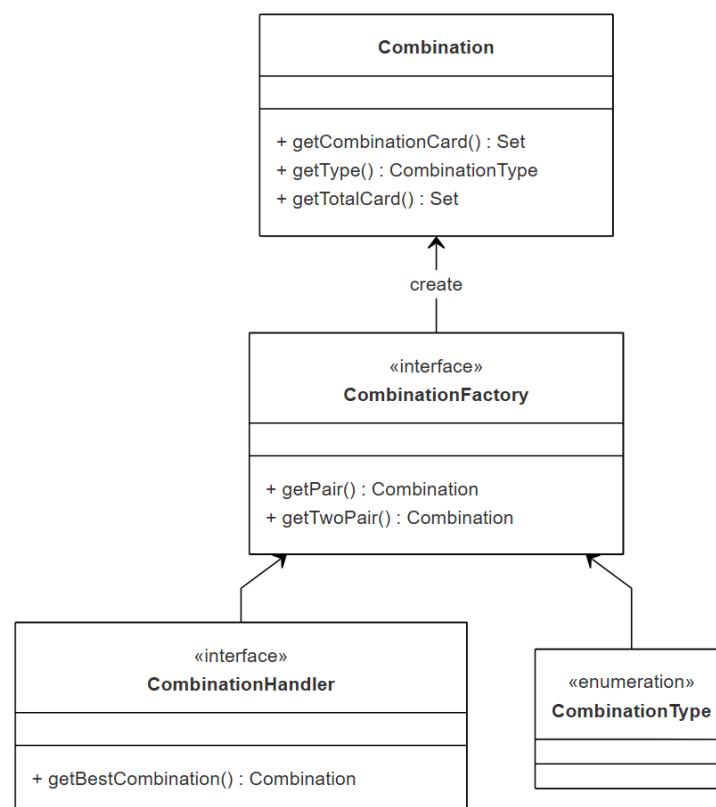 Combination
+ getCombinationCard() : Set
+ getType() : CombinationType
+ getTotalCard() : Set
create
«interface»
CombinationFactory
+ getPair() : Combination
+ getTwoPair() : Combination
«interface»
CombinationHandler
+ getBestCombination() : Combination
«enumeration»
CombinationType